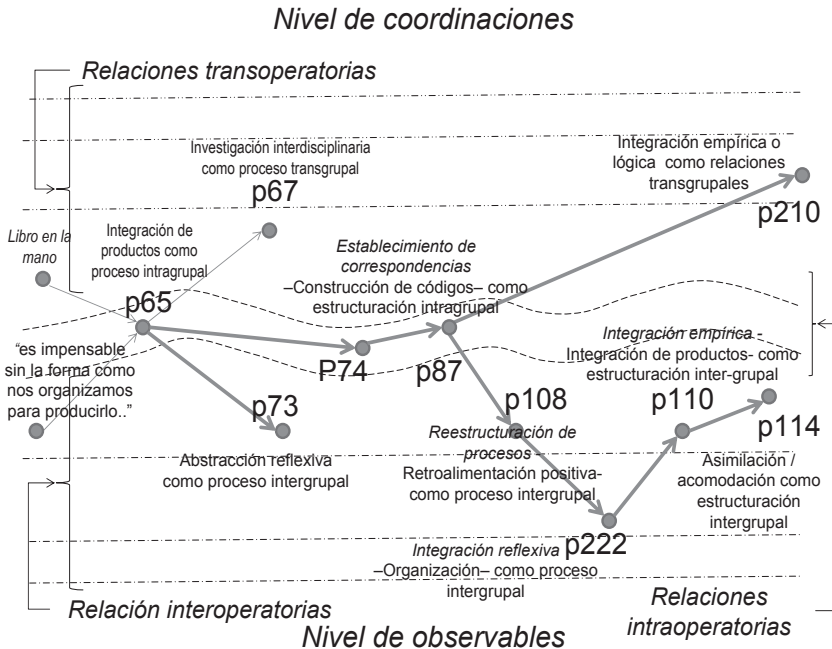 Nivel de coordinaciones
Relaciones transoperatorias
Investigación interdisciplinaria
como proceso transgrupal
p67
Integración empírica o
lógica como relaciones
transgrupales
p210
Libro en la
mano
Integración de
productos como
proceso intragrupal
p65
Establecimiento de
correspondencias
–Construcción de códigos– como
estructuración intragrupal
"es impensable
sin la forma cómo
nos organizamos
para producirlo.."
P74
p87
Integración empírica -
Integración de productos- como
estructuración inter-grupal
p73
p108
p110
p114
Abstracción reflexiva
como proceso intergrupal
Reestructuración de
procesos -
Retroalimentación positiva-
como proceso intergrupal
Asimilación /
acomodación como
estructuración
intergrupal
p222
Integración reflexiva
–Organización– como proceso
intergrupal
Relación interoperatorias
Relaciones
intraoperatorias
Nivel de observables